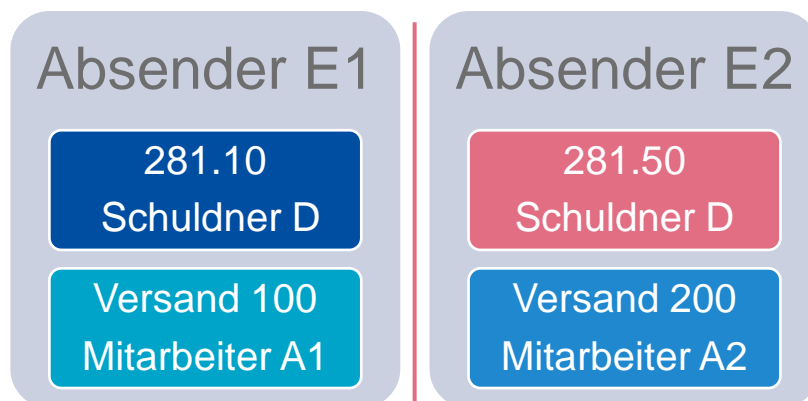 Absender E1
281.10
Schuldner D
Versand 100
Mitarbeiter A1
Absender E2
281.50
Schuldner D
Versand 200
Mitarbeiter A2